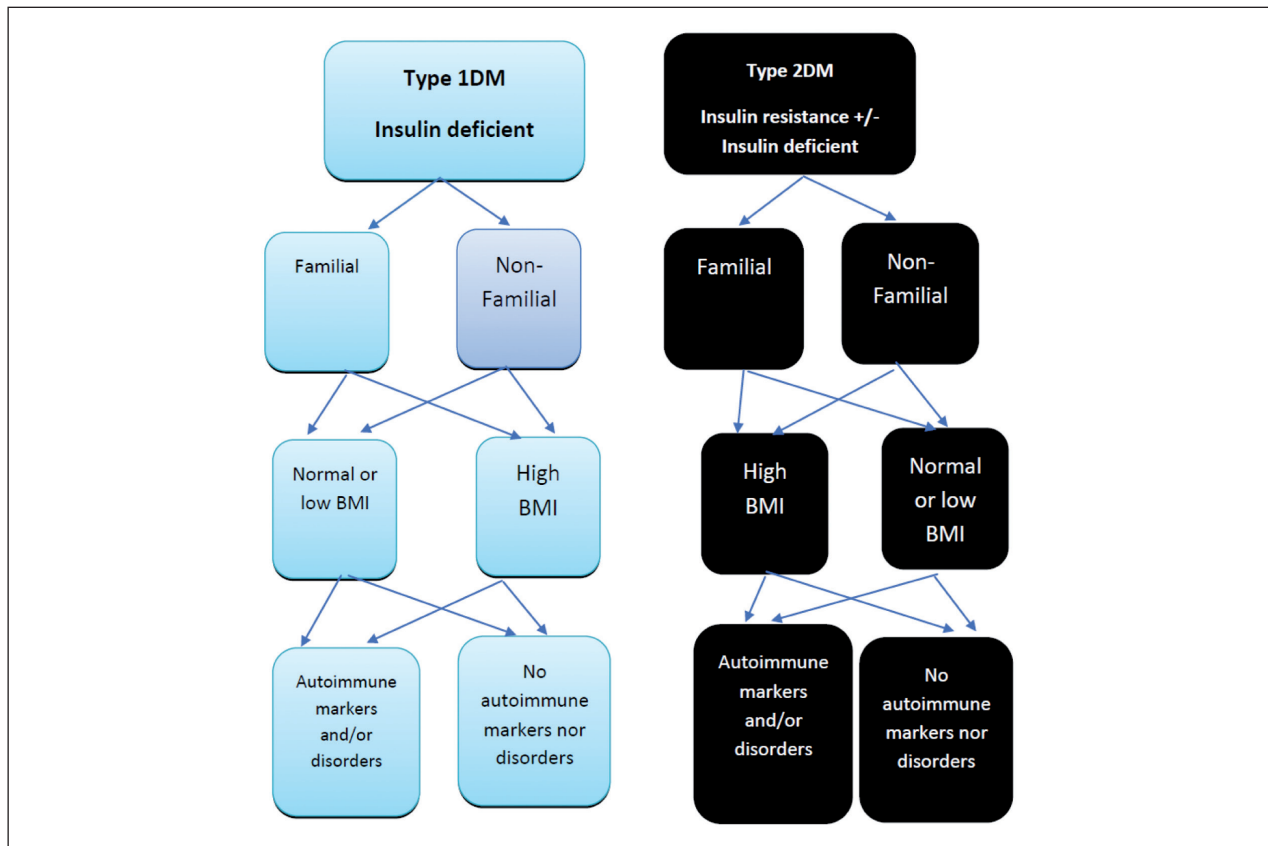 Type 1DM
Insulin deficient
Type 2DM
Insulin resistance +/-
Insulin deficient
Familial
Non-
Familial
Familial
Non-
Familial
Normal or
low BMI
High
BMI
High
BMI
Normal
or low
BMI
Autoimmune
markers
and/or
disorders
No
autoimmune
markers nor
disorders
Autoimmune
markers
and/or
disorders
No
autoimmune
markers nor
disorders